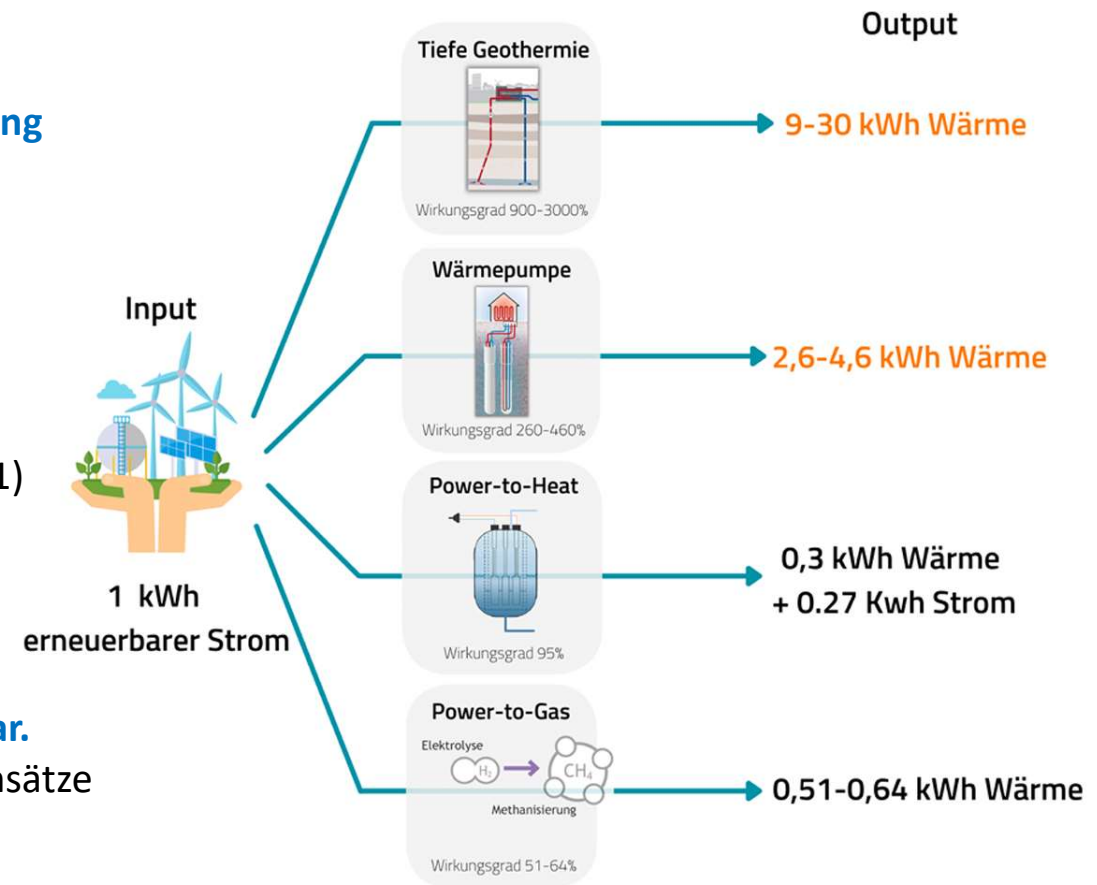 Output
Tiefe Geothermie
ng
9-30 kWh Wärme
Wirkungsgrad 900-3000%
Wärmepumpe
Input
2,6-4,6 kWh Wärme
Wirkungsgrad 260-460%
1)
Power-to-Heat
0,3 kWh Wärme
+ 0.27 Kwh Strom
1 kWh
erneuerbarer Strom
Wirkungsgrad 95%
ar.
Power-to-Gas
Elektrolyse
H₂
CH₄
nsätze
0,51-0,64 kWh Wärme
Methanisierung
Wirkungsgrad 51-64%